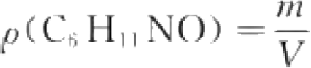 ρ(C₆H₁₁NO) = m/V